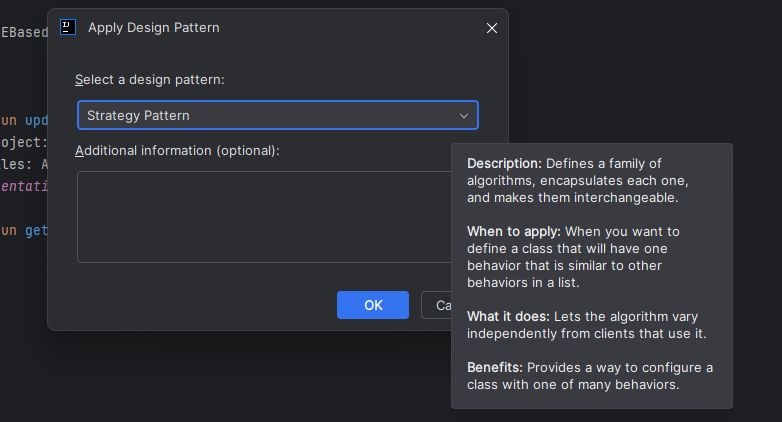 IJ
Apply Design Pattern
EBased
Select a design pattern:
Strategy Pattern
un upd
oject:
Additional information (optional):
les: A
entati
un get
OK
Ca
Description: Defines a family of
algorithms, encapsulates each one,
and makes them interchangeable.
When to apply: When you want to
define a class that will have one
behavior that is similar to other
behaviors in a list.
What it does: Lets the algorithm vary
independently from clients that use it.
Benefits: Provides a way to configure a
class with one of many behaviors.